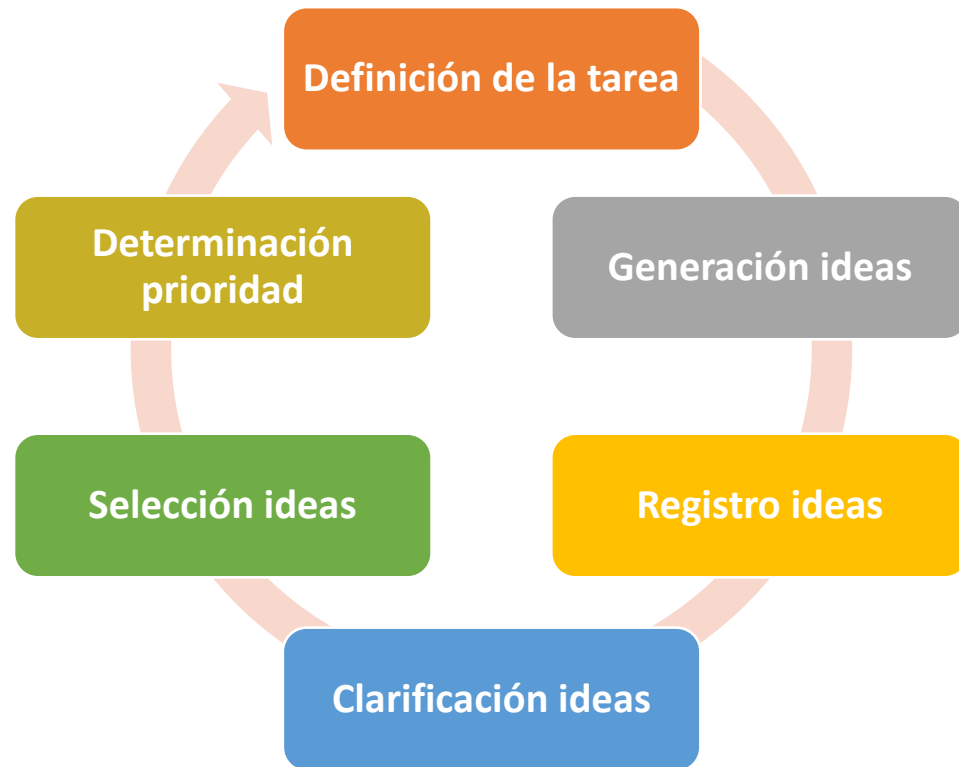 Definición de la tarea
Generación ideas
Registro ideas
Clarificación ideas
Selección ideas
Determinación
prioridad